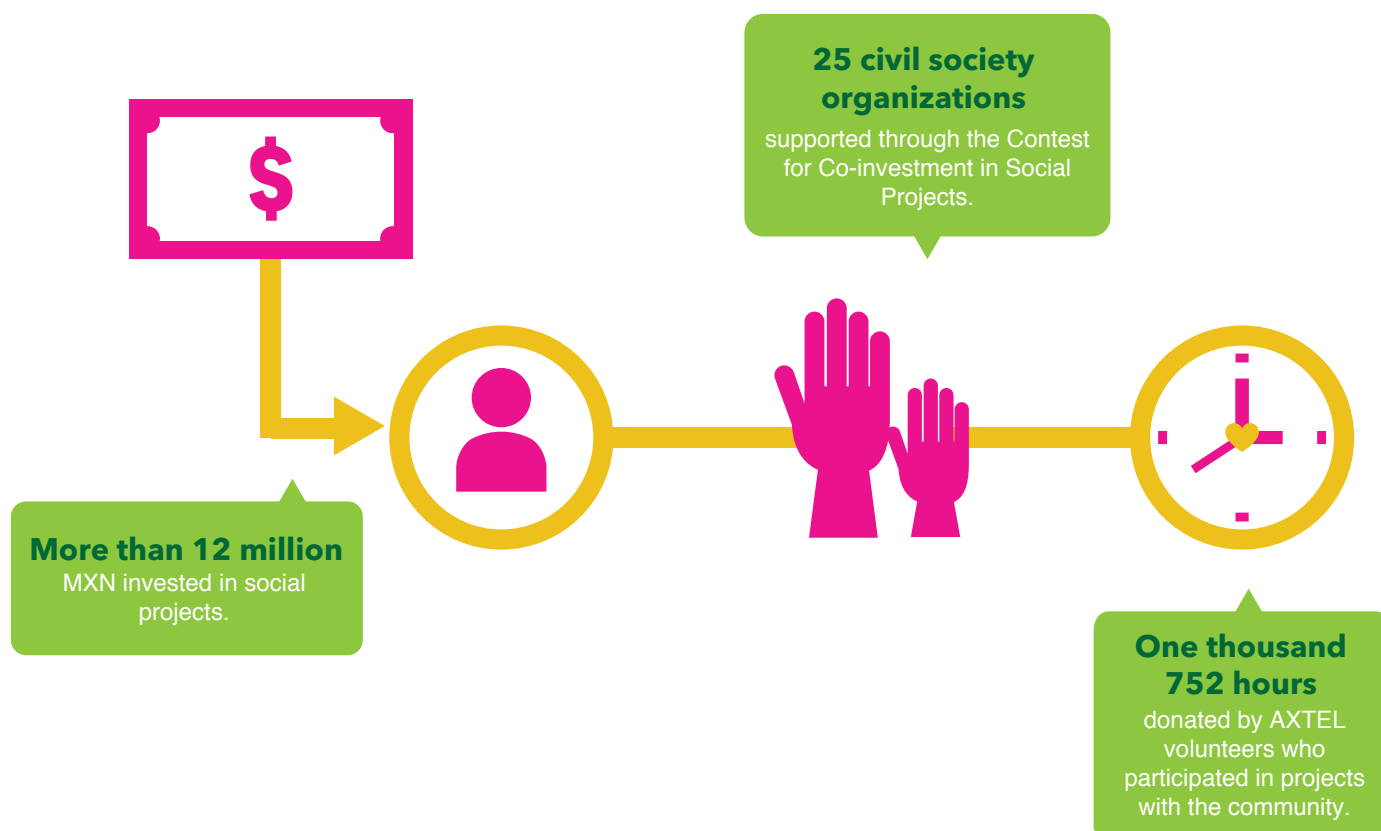 25 civil society
organizations
supported through the Contest
for Co-investment in Social
Projects.
$
More than 12 million
MXN invested in social
projects.
One thousand
752 hours
donated by AXTEL
volunteers who
participated in projects
with the community.